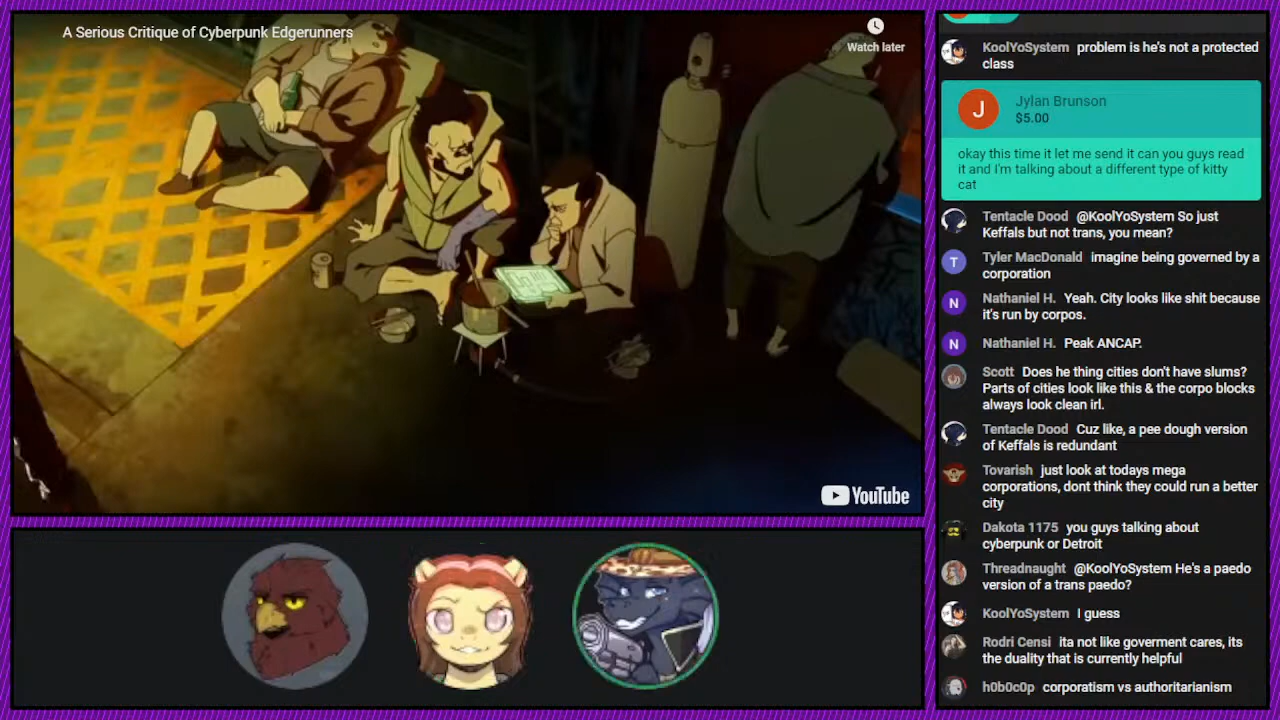 A Serious Critique of Cyberpunk Edgerunners
Watch later
YouTube
KoolYoSystem problem is he's not a protected
class
J
Jylan Brunson
$5.00
okay this time it let me send it can you guys read
it and i'm talking about a different type of kitty
cat
Tentacle Dood @KoolYoSystem So just
Keffals but not trans, you mean?
T
Tyler MacDonald imagine being governed by a
corporation
N
Nathaniel H. Yeah. City looks like shit because
it's run by corpos.
N
Nathaniel H. Peak ANCAP.
Scott Does he thing cities don't have slums?
Parts of cities look like this & the corpo blocks
always look clean irl.
Tentacle Dood Cuz like, a pee dough version
of Keffals is redundant
Tovarish just look at todays mega
corporations, dont think they could run a better
city
Dakota 1175 you guys talking about
cyberpunk or Detroit
Threadnaught @KoolYoSystem He's a paedo
version of a trans paedo?
KoolYoSystem I guess
Rodri Censi ita not like goverment cares, its
the duality that is currently helpful
h0b0c0p corporatism vs authoritarianism